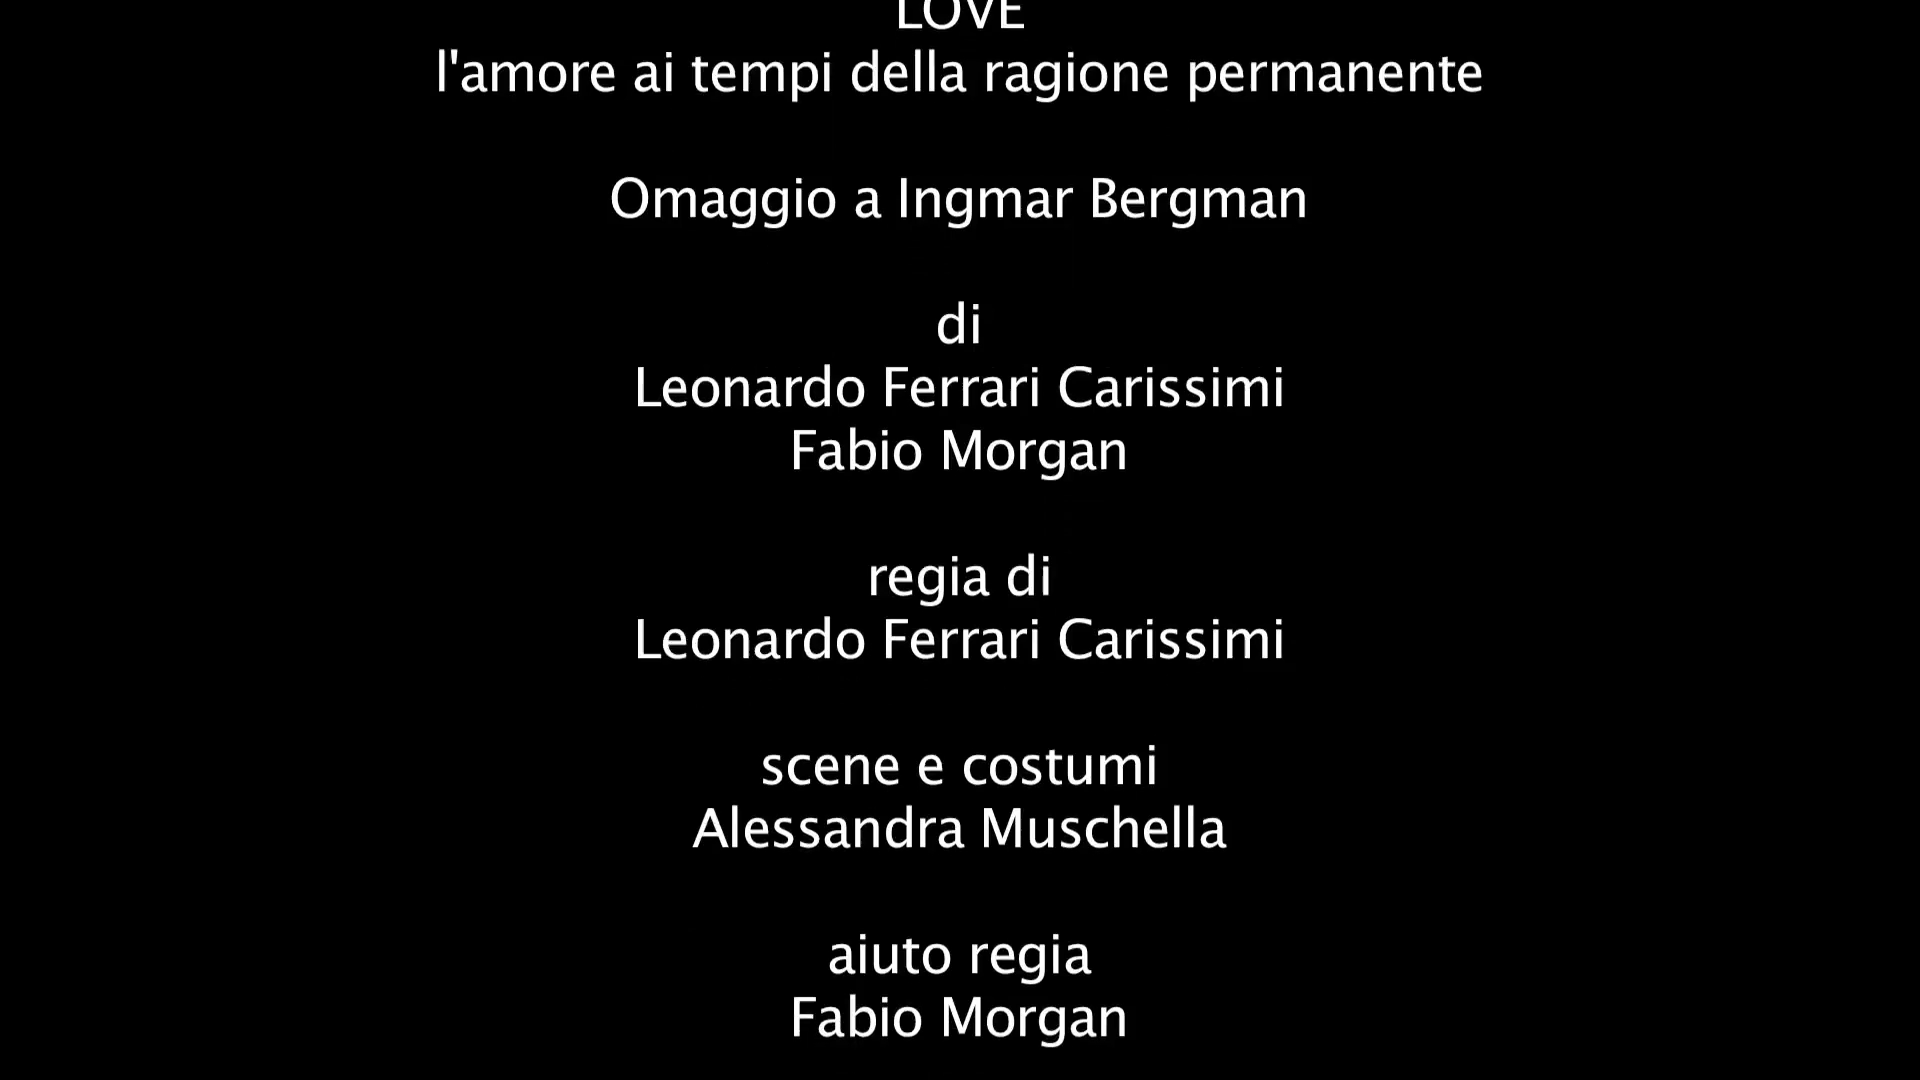 LOVE
l'amore ai tempi della ragione permanente
Omaggio a Ingmar Bergman
di
Leonardo Ferrari Carissimi
Fabio Morgan
regia di
Leonardo Ferrari Carissimi
scene e costumi
Alessandra Muschella
aiuto regia
Fabio Morgan